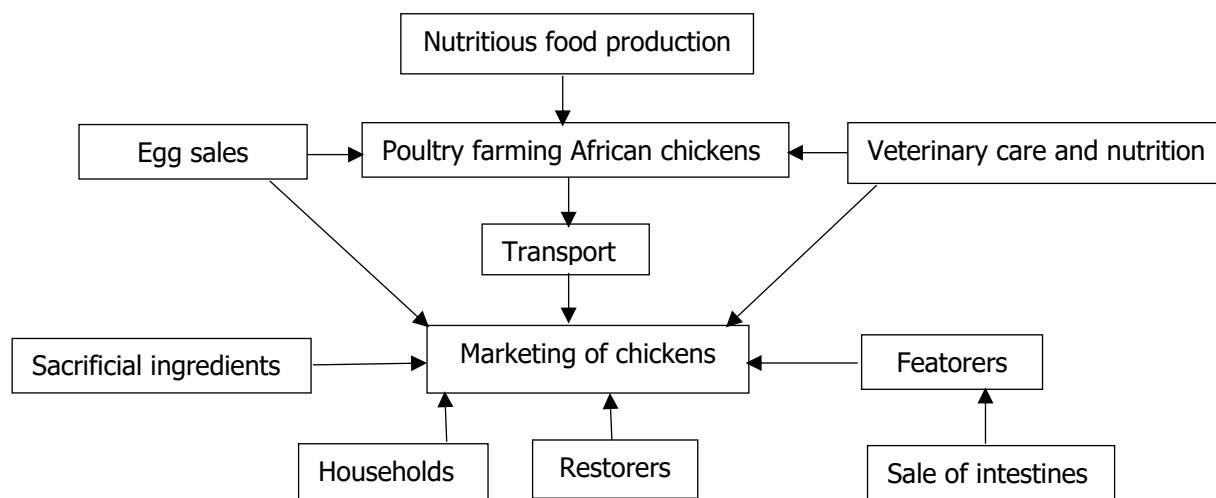 Nutritious food production
Egg sales
Poultry farming African chickens
Veterinary care and nutrition
Transport
Sacrificial ingredients
Marketing of chickens
Featorers
Households
Restorers
Sale of intestines